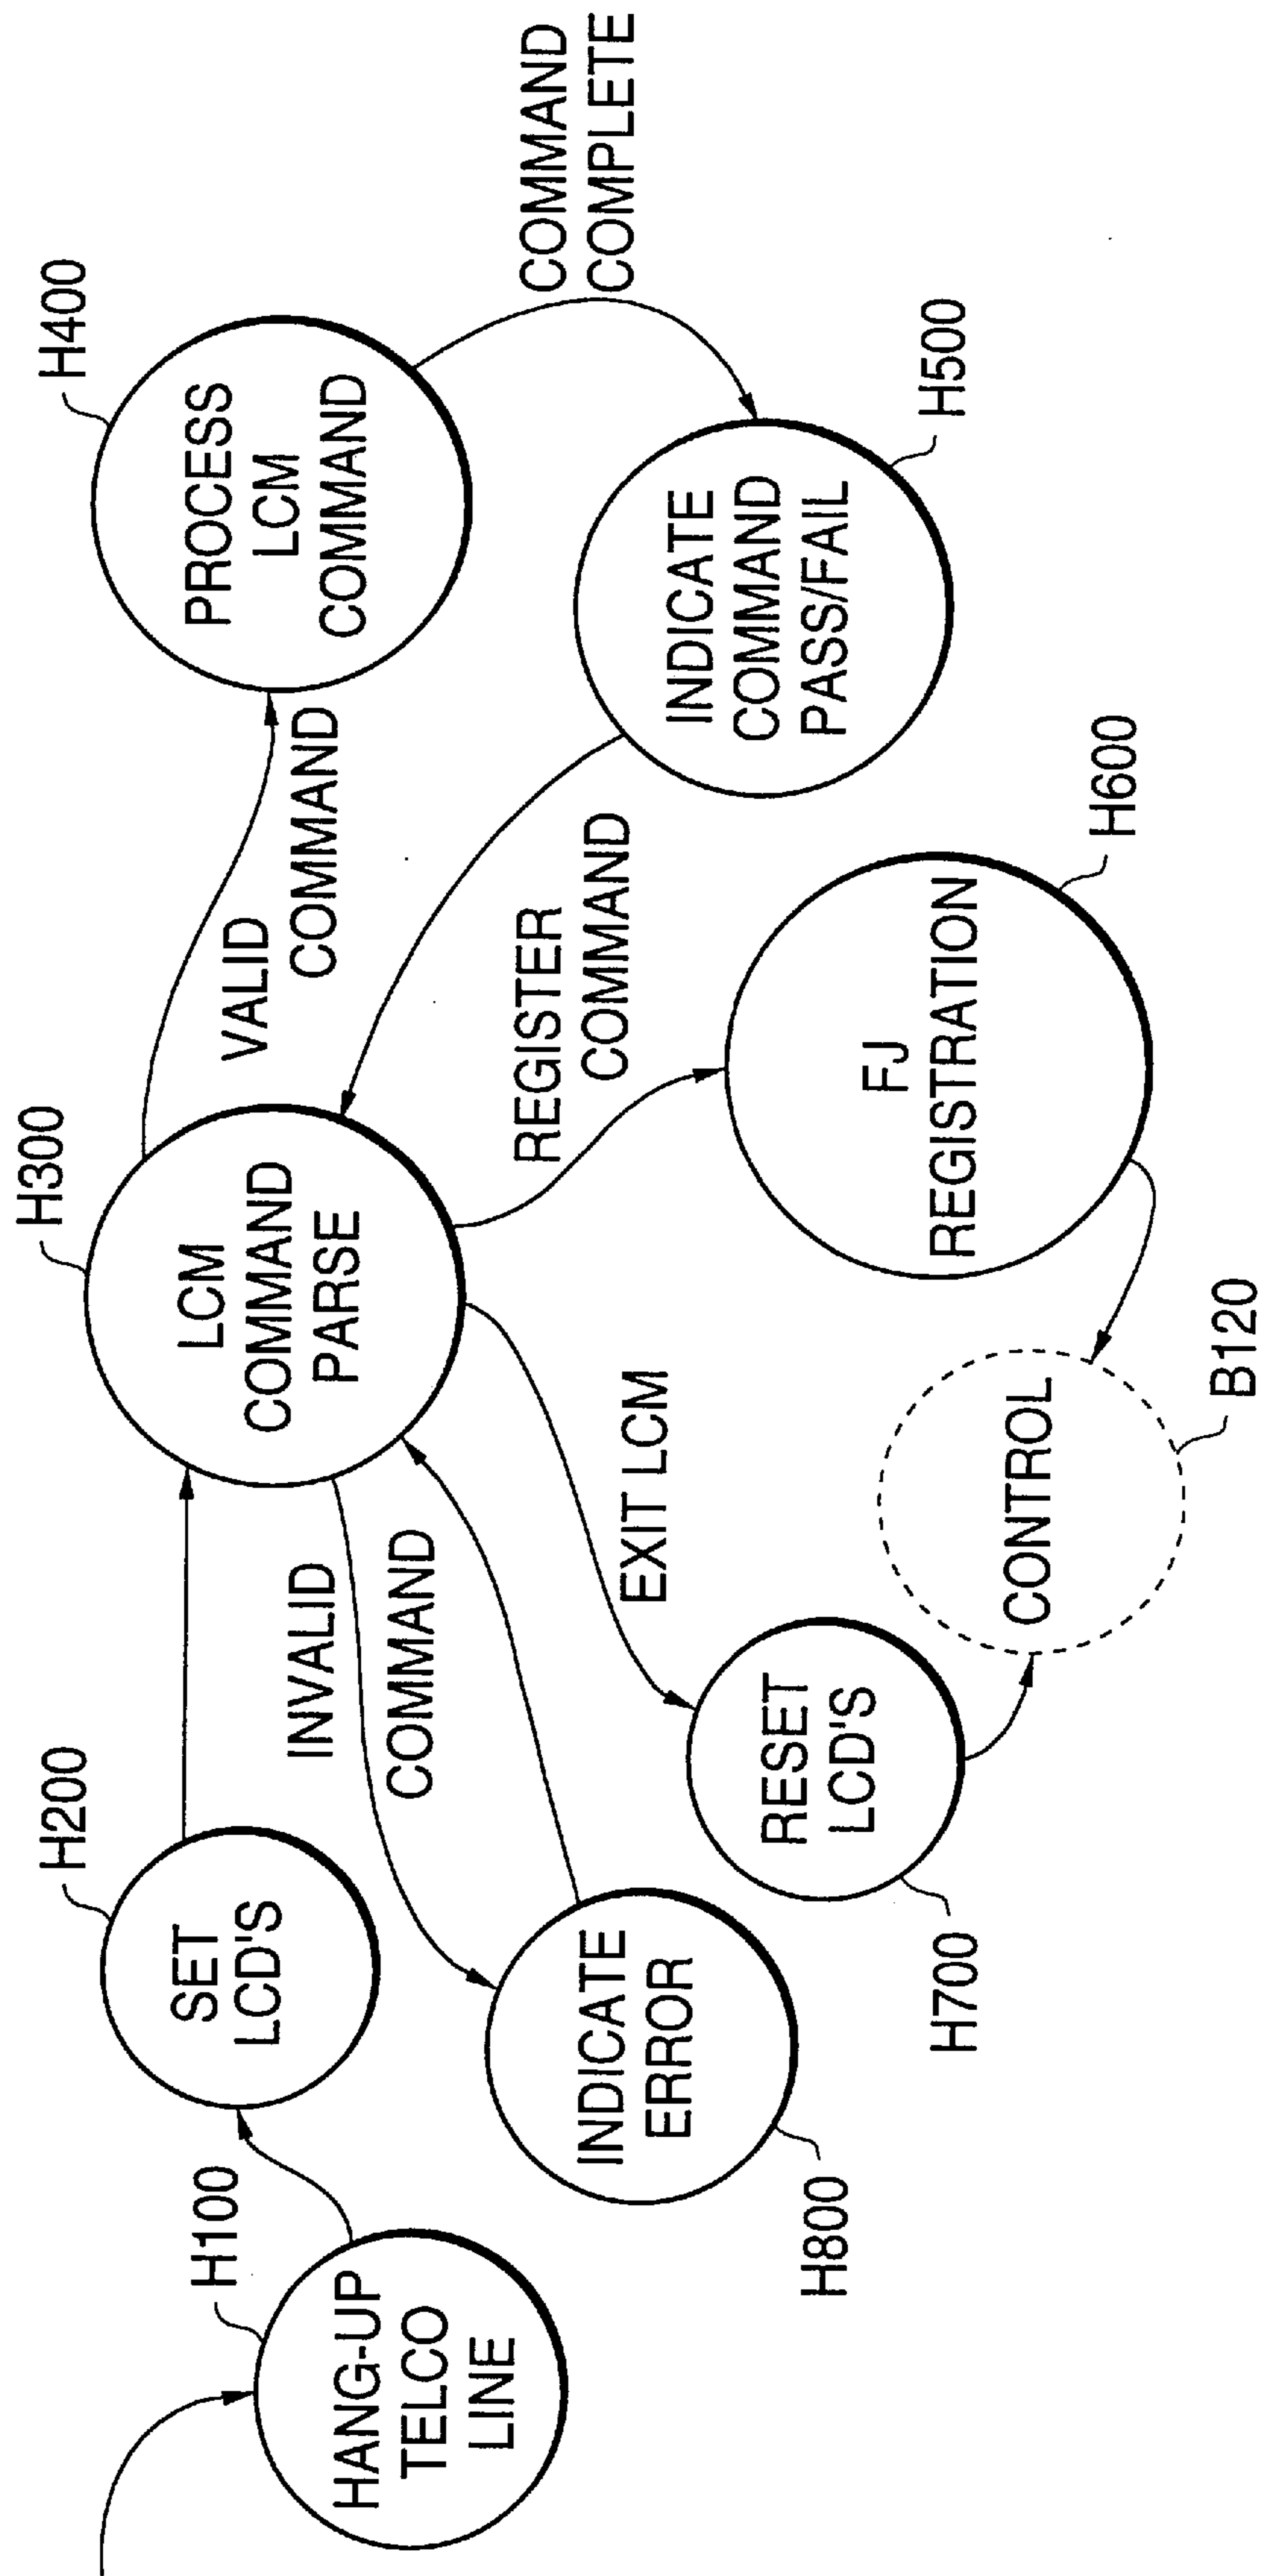 H100
HANG-UP
TELCO
LINE
H200
SET
LCD'S
H300
LCM
COMMAND
PARSE
VALID
COMMAND
H400
PROCESS
LCM
COMMAND
COMMAND
COMPLETE
INDICATE
COMMAND
PASS/FAIL
H500
REGISTER
COMMAND
FJ
REGISTRATION
H600
INVALID
COMMAND
INDICATE
ERROR
H800
EXIT LCM
RESET
LCD'S
H700
CONTROL
B120